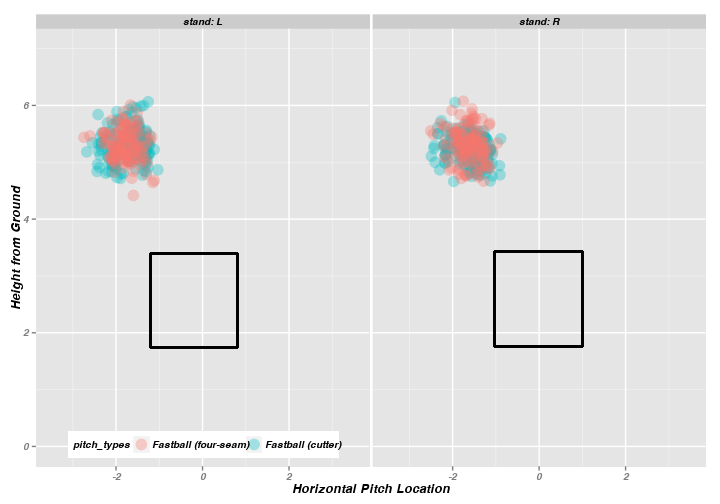 stand: L
stand: R
Height from Ground
6
4
2
0
pitch_types Fastball (four-seam) Fastball (cutter)
-2 0 2 -2 0 2
Horizontal Pitch Location